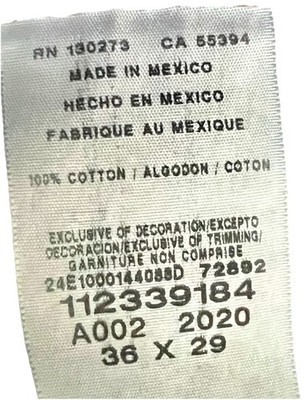 RN 130273 CA 55394
MADE IN MEXICO
HECHO EN MEXICO
FABRIQUE AU MEXIQUE
100% COTTON / ALGODON / COTON
EXCLUSIVE OF DECORATION/EXCEPTO
DECORACION/EXCLUSIVE OF TRIMMING/
GARNITURE NON COMPRISE
24E1000144085D 72892
112339184
A002 2020
36 X 29